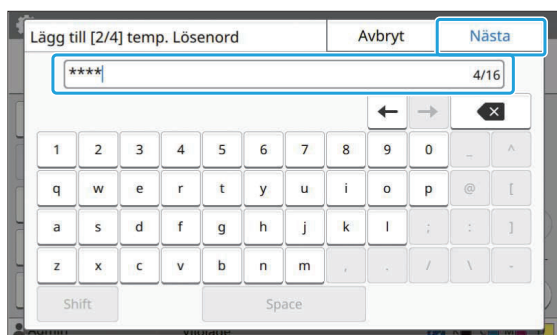 Lägg till [2/4] temp. Lösenord Avbryt Nästa
**** 4/16
← →
1 2 3 4 5 6 7 8 9 0 _ ^
q w e r t y u i o p @ [
a s d f g h j k l ; : ]
z x c v b n m , . / \ -
Shift Space
Admin